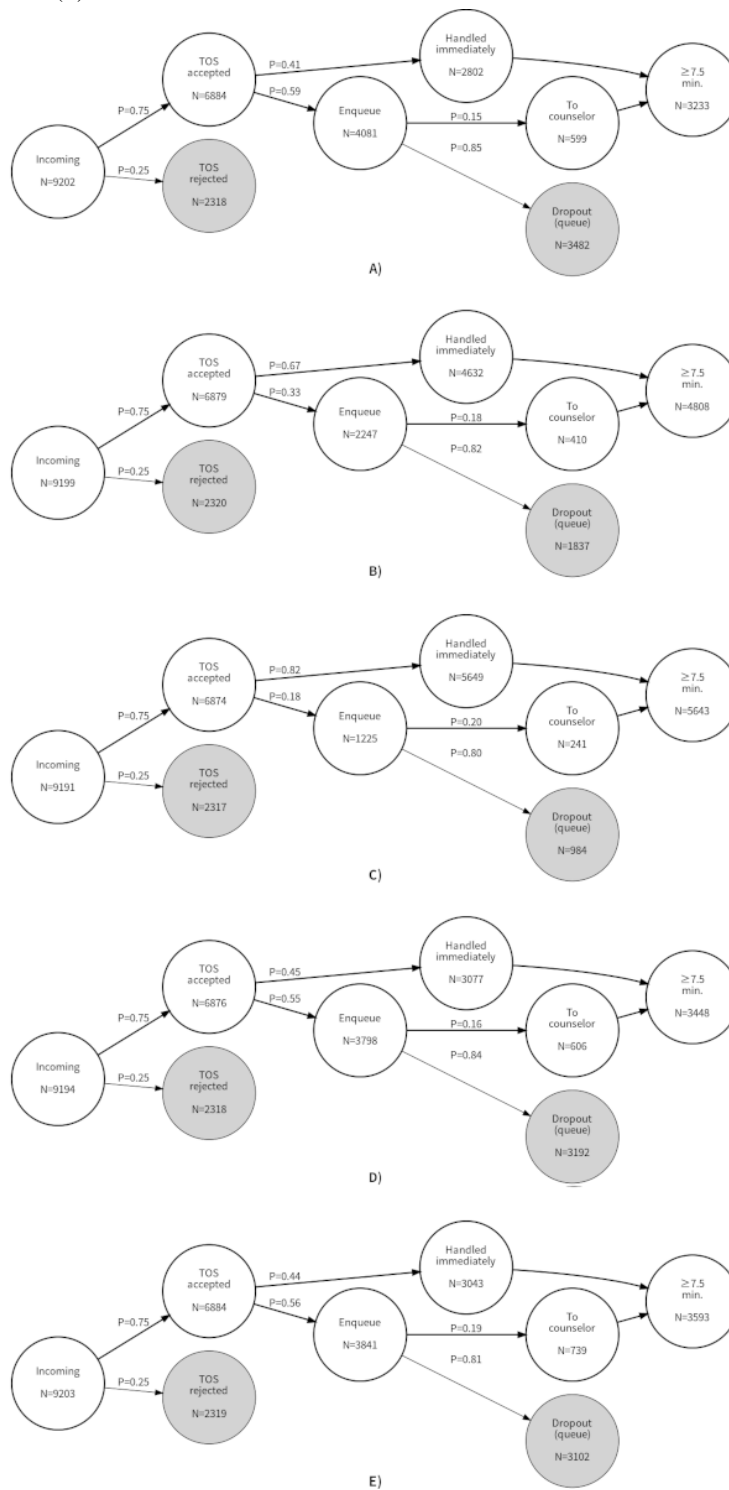 Handled
immediately
N=2802
≥7.5
min.
N=3233
TOS
accepted
N=6884
P=0.41
P=0.59
Enqueue
N=4081
P=0.15
P=0.85
To
counselor
N=599
P=0.75
Incoming
N=9202
P=0.25
TOS
rejected
N=2318
Dropout
(queue)
N=3482
A)
Handled
immediately
N=4632
≥7.5
min.
N=4808
TOS
accepted
N=6879
P=0.67
P=0.33
Enqueue
N=2247
P=0.18
P=0.82
To
counselor
N=410
P=0.75
Incoming
N=9199
P=0.25
TOS
rejected
N=2320
Dropout
(queue)
N=1837
B)
Handled
immediately
N=5649
≥7.5
min.
N=5643
TOS
accepted
N=6874
P=0.82
P=0.18
Enqueue
N=1225
P=0.20
P=0.80
To
counselor
N=241
P=0.75
Incoming
N=9191
P=0.25
TOS
rejected
N=2317
Dropout
(queue)
N=984
C)
Handled
immediately
N=3077
≥7.5
min.
N=3448
TOS
accepted
N=6876
P=0.45
P=0.55
Enqueue
N=3798
P=0.16
P=0.84
To
counselor
N=606
P=0.75
Incoming
N=9194
P=0.25
TOS
rejected
N=2318
Dropout
(queue)
N=3192
D)
Handled
immediately
N=3043
≥7.5
min.
N=3593
TOS
accepted
N=6884
P=0.44
P=0.56
Enqueue
N=3841
P=0.19
P=0.81
To
counselor
N=739
P=0.75
Incoming
N=9203
P=0.25
TOS
rejected
N=2319
Dropout
(queue)
N=3102
E)